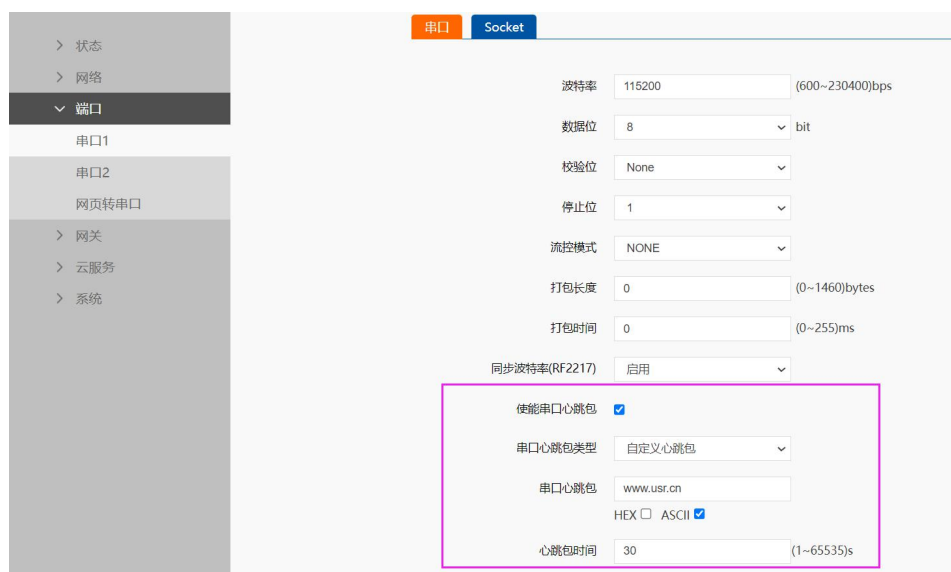 串口 Socket
状态
网络
端口
串口1
串口2
网页转串口
网关
云服务
系统
波特率 115200 (600~230400)bps
数据位 8 bit
校验位 None
停止位 1
流控模式 NONE
打包长度 0 (0~1460)bytes
打包时间 0 (0~255)ms
同步波特率(RF2217) 启用
使能串口心跳包
串口心跳包类型 自定义心跳包
串口心跳包 www.usr.cn
HEX ASCII
心跳包时间 30 (1~65535)s